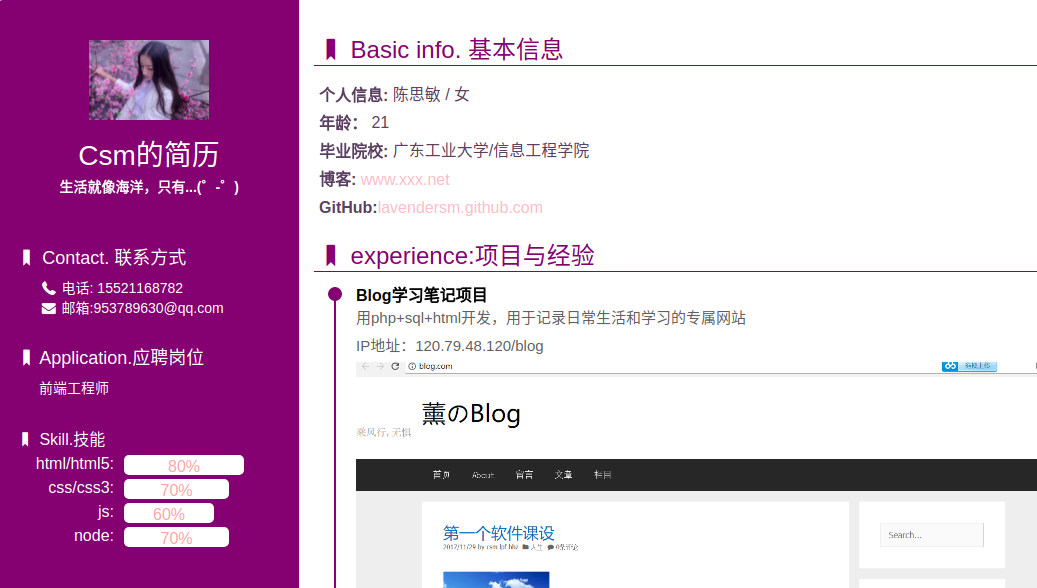 Csm的简历
生活就像海洋，只有...(゜-゜)
Contact. 联系方式
电话: 15521168782
邮箱:953789630@qq.com
Application.应聘岗位
前端工程师
Skill.技能
html/html5: 80%
css/css3: 70%
js: 60%
node: 70%
Basic info. 基本信息
个人信息: 陈思敏 / 女
年龄： 21
毕业院校: 广东工业大学/信息工程学院
博客: www.xxx.net
GitHub:lavendersm.github.com
experience:项目与经验
Blog学习笔记项目
用php+sql+html开发，用于记录日常生活和学习的专属网站
IP地址：120.79.48.120/blog
blog.com
薰のBlog
乘风行, 无惧
首页 About 留言 文章 栏目
第一个软件课设
2017/11/29 by csm lpf hhz 人生 0条评论
Search...